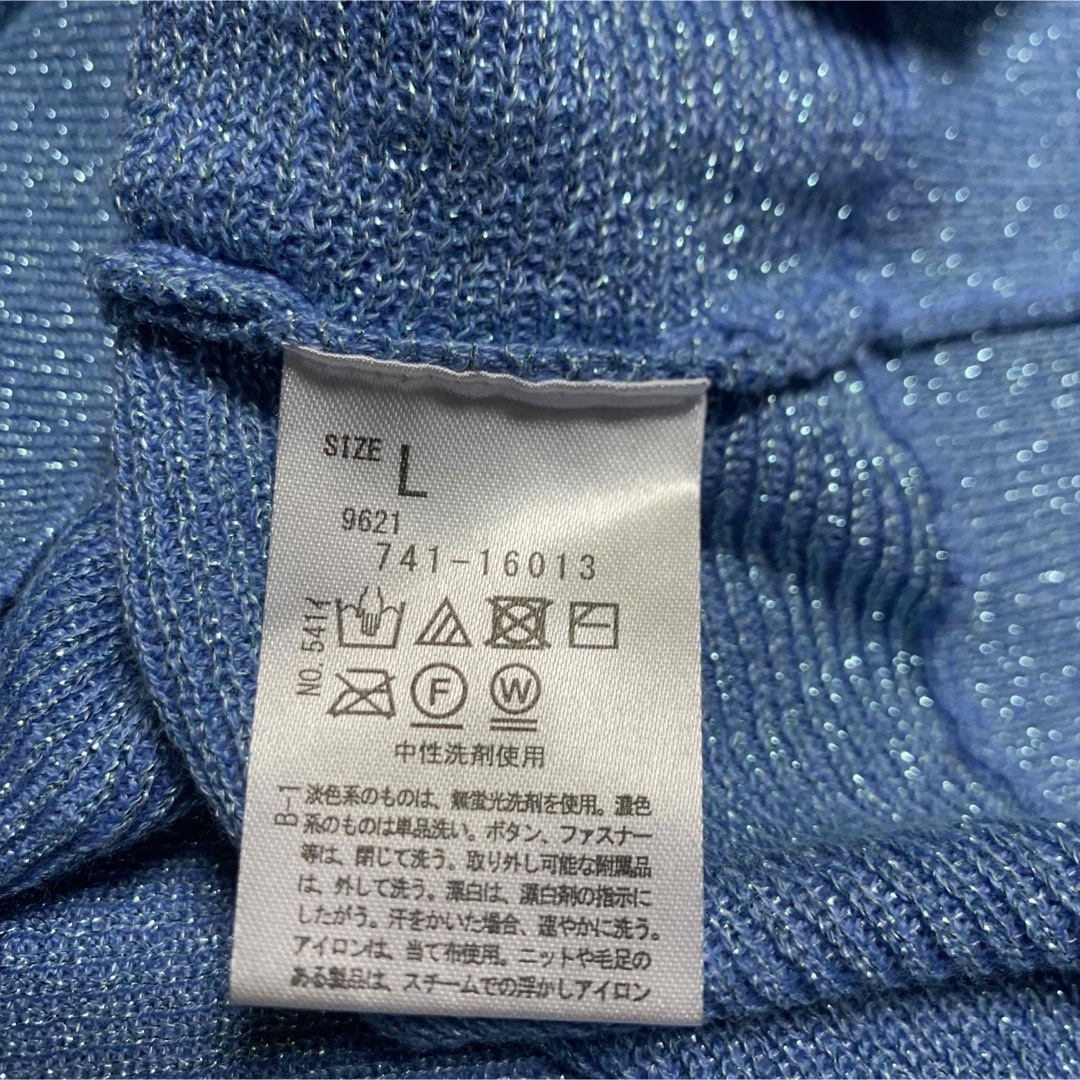 SIZE L
9621
741-16013
NO.541イ
F W
中性洗剤使用
B-1
淡色系のものは、無蛍光洗剤を使用。濃色
系のものは単品洗い。ボタン、ファスナー
等は、閉じて洗う。取り外し可能な附属品
は、外して洗う。漂白は、漂白剤の指示に
したがう。汗をかいた場合、速やかに洗う。
アイロンは、当て布使用。ニットや毛足の
ある製品は、スチームでの浮かしアイロン